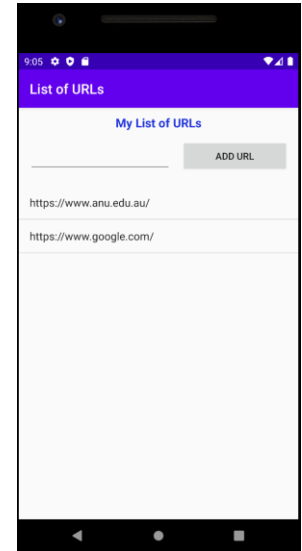 9:05
List of URLs
My List of URLs
ADD URL
https://www.anu.edu.au/
https://www.google.com/